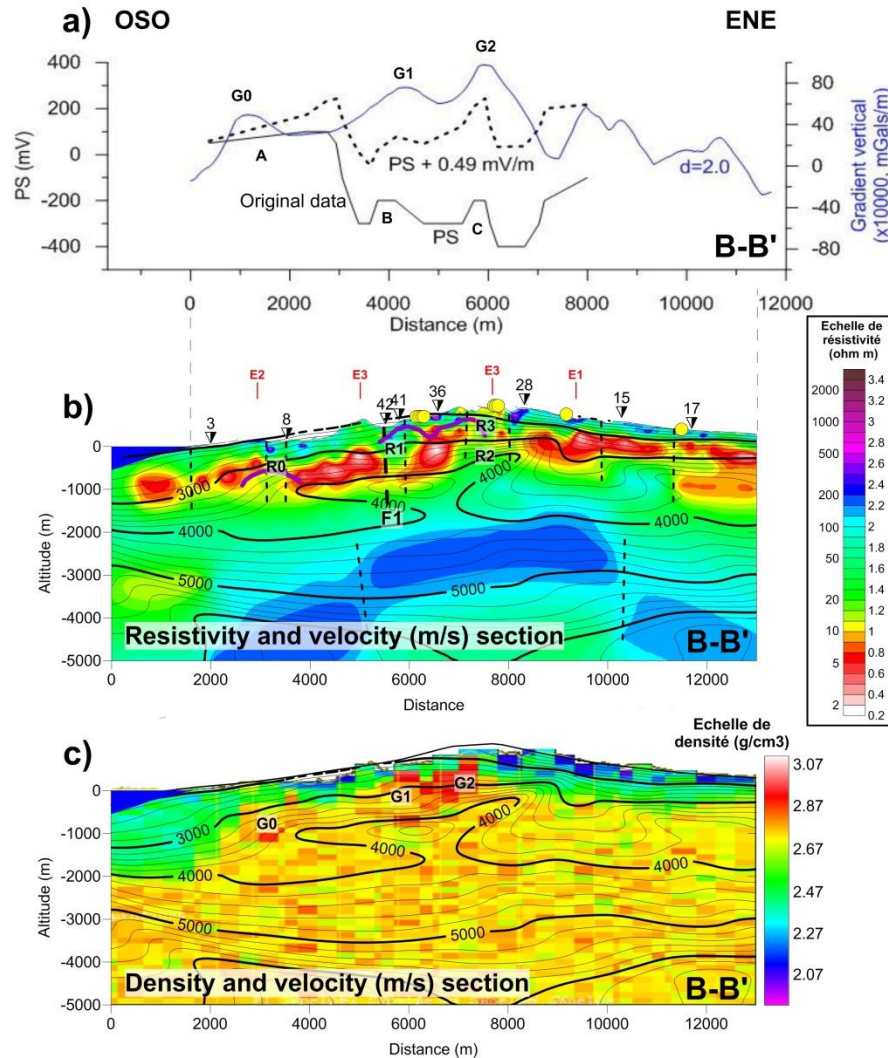 a) OSO ENE
G0 G1 G2
400
200
0
-200
-400
PS (mV)
80
40
0
-40
-80
Gradient vertical
(x10000, mGals/m)
A
PS + 0.49 mV/m
d=2.0
Original data
B
PS
C
B-B'
0 2000 4000 6000 8000 10000 12000
Distance (m)
b)
E2 E3 E3 E1
3 8 42 41 36 28 15 17
0
-1000
-2000
-3000
-4000
-5000
Altitude (m)
R0 R1 R2 R3
F1
3000
4000
4000
4000
4000
5000
5000
4000
Resistivity and velocity (m/s) section
B-B'
0 2000 4000 6000 8000 10000 12000
Distance
Echelle de
résistivité
(ohm m)
2000 3.4
3.2
1000 3
2.8
500 2.6
200 2.4
2.2
100 2
1.8
50 1.6
1.4
20 1.2
10 1
0.8
5 0.6
0.4
2 0.2
c)
0
-1000
-2000
-3000
-4000
-5000
Altitude (m)
G0 G1 G2
3000
4000
4000
4000
4000
5000
5000
Density and velocity (m/s) section
B-B'
0 2000 4000 6000 8000 10000 12000
Distance (m)
Echelle de
densité (g/cm3)
3.07
2.87
2.67
2.47
2.27
2.07